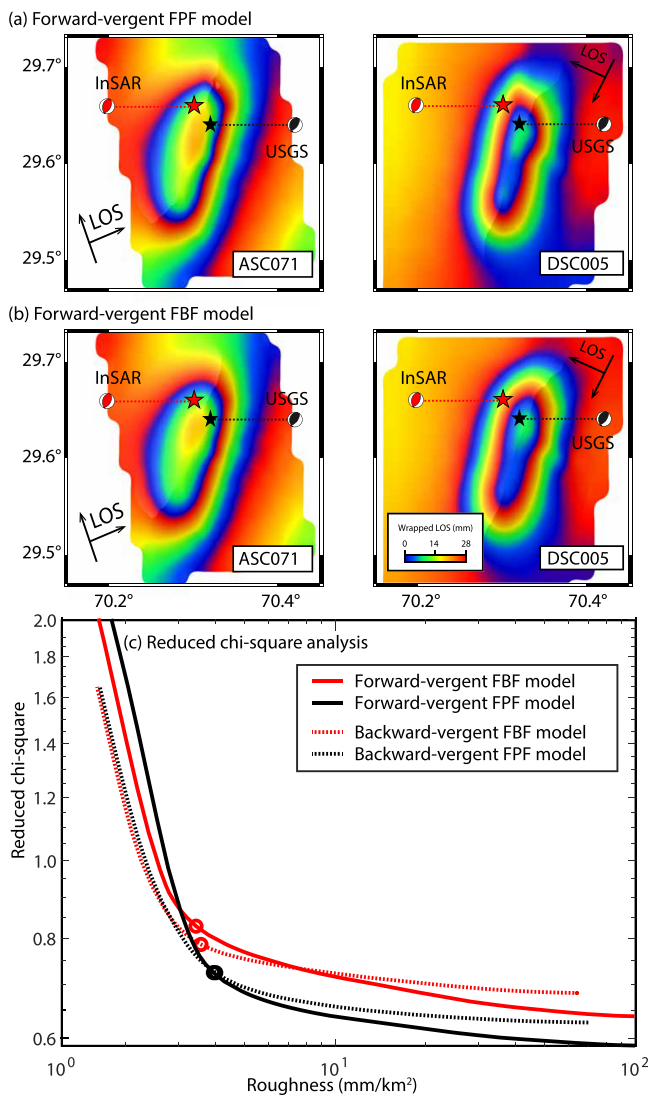 (a) Forward-vergent FPF model
29.7°
29.6°
29.5°
InSAR
USGS
LOS
ASC071
InSAR
USGS
LOS
DSC005
(b) Forward-vergent FBF model
29.7°
29.6°
29.5°
InSAR
USGS
LOS
ASC071
70.2°
70.4°
InSAR
USGS
LOS
Wrapped LOS (mm)
0 14 28
DSC005
70.2°
70.4°
(c) Reduced chi-square analysis
Forward-vergent FBF model
Forward-vergent FPF model
Backward-vergent FBF model
Backward-vergent FPF model
Reduced chi-square
2.0
1.8
1.6
1.4
1.2
1.0
0.8
0.6
10⁰ 10¹ 10²
Roughness (mm/km²)